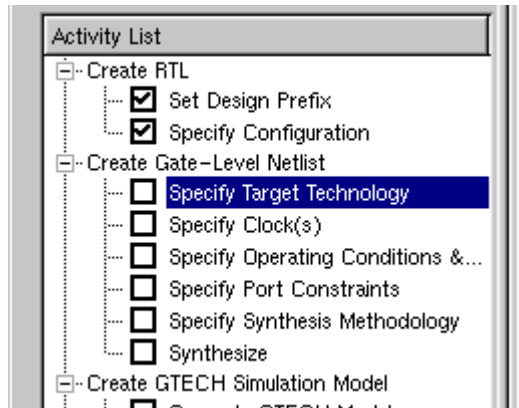 Activity List
Create RTL
Set Design Prefix
Specify Configuration
Create Gate-Level Netlist
Specify Target Technology
Specify Clock(s)
Specify Operating Conditions &...
Specify Port Constraints
Specify Synthesis Methodology
Synthesize
Create GTECH Simulation Model